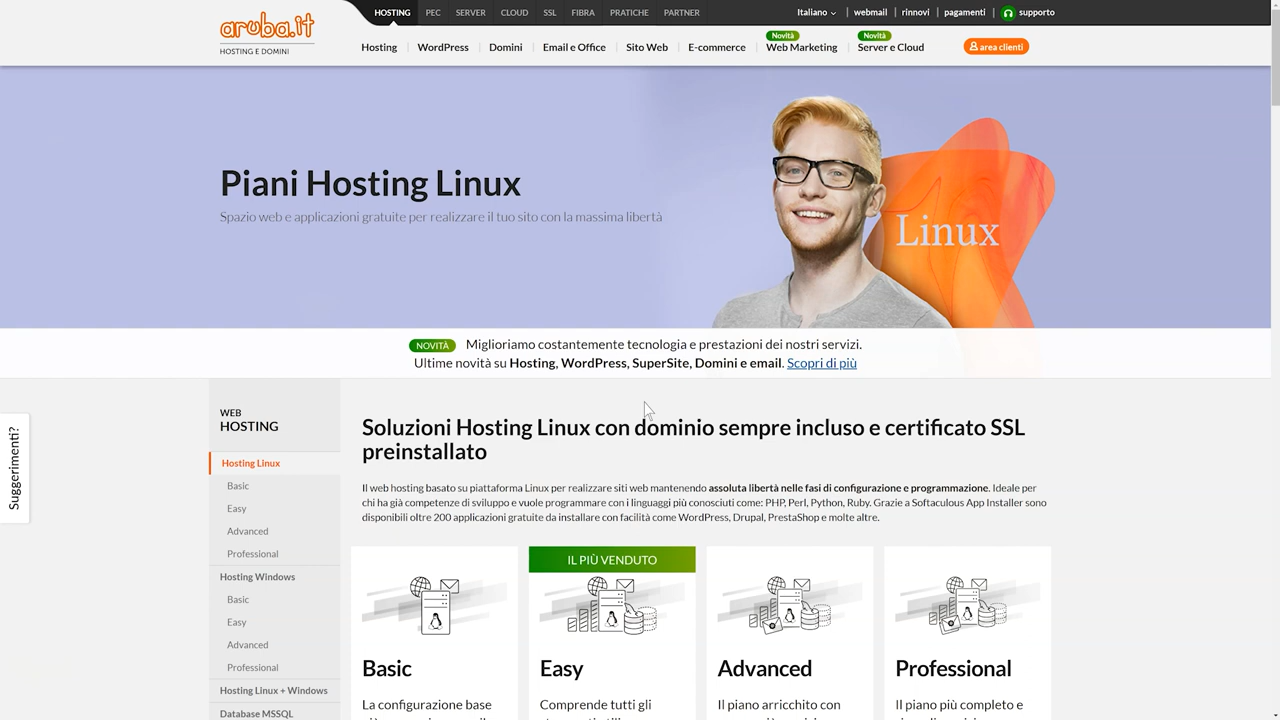 aruba.it
HOSTING E DOMINI
HOSTING PEC SERVER CLOUD SSL FIBRA PRATICHE PARTNER
Italiano webmail rinnovi pagamenti supporto
Novità Novità
Hosting WordPress Domini Email e Office Sito Web E-commerce Web Marketing Server e Cloud area clienti
Piani Hosting Linux
Spazio web e applicazioni gratuite per realizzare il tuo sito con la massima libertà
Linux
NOVITÀ Miglioriamo costantemente tecnologia e prestazioni dei nostri servizi.
Ultime novità su Hosting, WordPress, SuperSite, Domini e email. Scopri di più
Suggerimenti?
WEB
HOSTING
Hosting Linux
Basic
Easy
Advanced
Professional
Hosting Windows
Basic
Easy
Advanced
Professional
Hosting Linux + Windows
Database MSSQL
Soluzioni Hosting Linux con dominio sempre incluso e certificato SSL
preinstallato
Il web hosting basato su piattaforma Linux per realizzare siti web mantenendo assoluta libertà nelle fasi di configurazione e programmazione. Ideale per
chi ha già competenze di sviluppo e vuole programmare con i linguaggi più conosciuti come: PHP, Perl, Python, Ruby. Grazie a Softaculous App Installer sono
disponibili oltre 200 applicazioni gratuite da installare con facilità come WordPress, Drupal, PrestaShop e molte altre.
IL PIÙ VENDUTO
Basic
La configurazione base
Easy
Comprende tutti gli
Advanced
Il piano arricchito con
Professional
Il piano più completo e